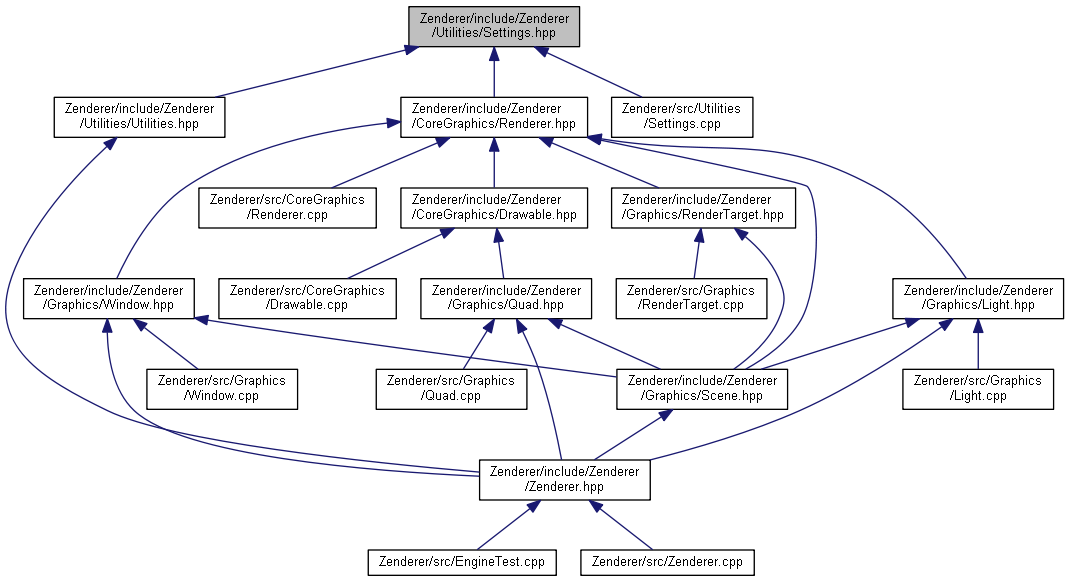 Zenderer/include/Zenderer
/Utilities/Settings.hpp
Zenderer/include/Zenderer
/Utilities/Utilities.hpp
Zenderer/include/Zenderer
/CoreGraphics/Renderer.hpp
Zenderer/src/Utilities
/Settings.cpp
Zenderer/src/CoreGraphics
/Renderer.cpp
Zenderer/include/Zenderer
/CoreGraphics/Drawable.hpp
Zenderer/include/Zenderer
/Graphics/RenderTarget.hpp
Zenderer/include/Zenderer
/Graphics/Window.hpp
Zenderer/src/CoreGraphics
/Drawable.cpp
Zenderer/include/Zenderer
/Graphics/Quad.hpp
Zenderer/src/Graphics
/RenderTarget.cpp
Zenderer/include/Zenderer
/Graphics/Light.hpp
Zenderer/src/Graphics
/Window.cpp
Zenderer/src/Graphics
/Quad.cpp
Zenderer/include/Zenderer
/Graphics/Scene.hpp
Zenderer/src/Graphics
/Light.cpp
Zenderer/include/Zenderer
/Zenderer.hpp
Zenderer/src/EngineTest.cpp
Zenderer/src/Zenderer.cpp